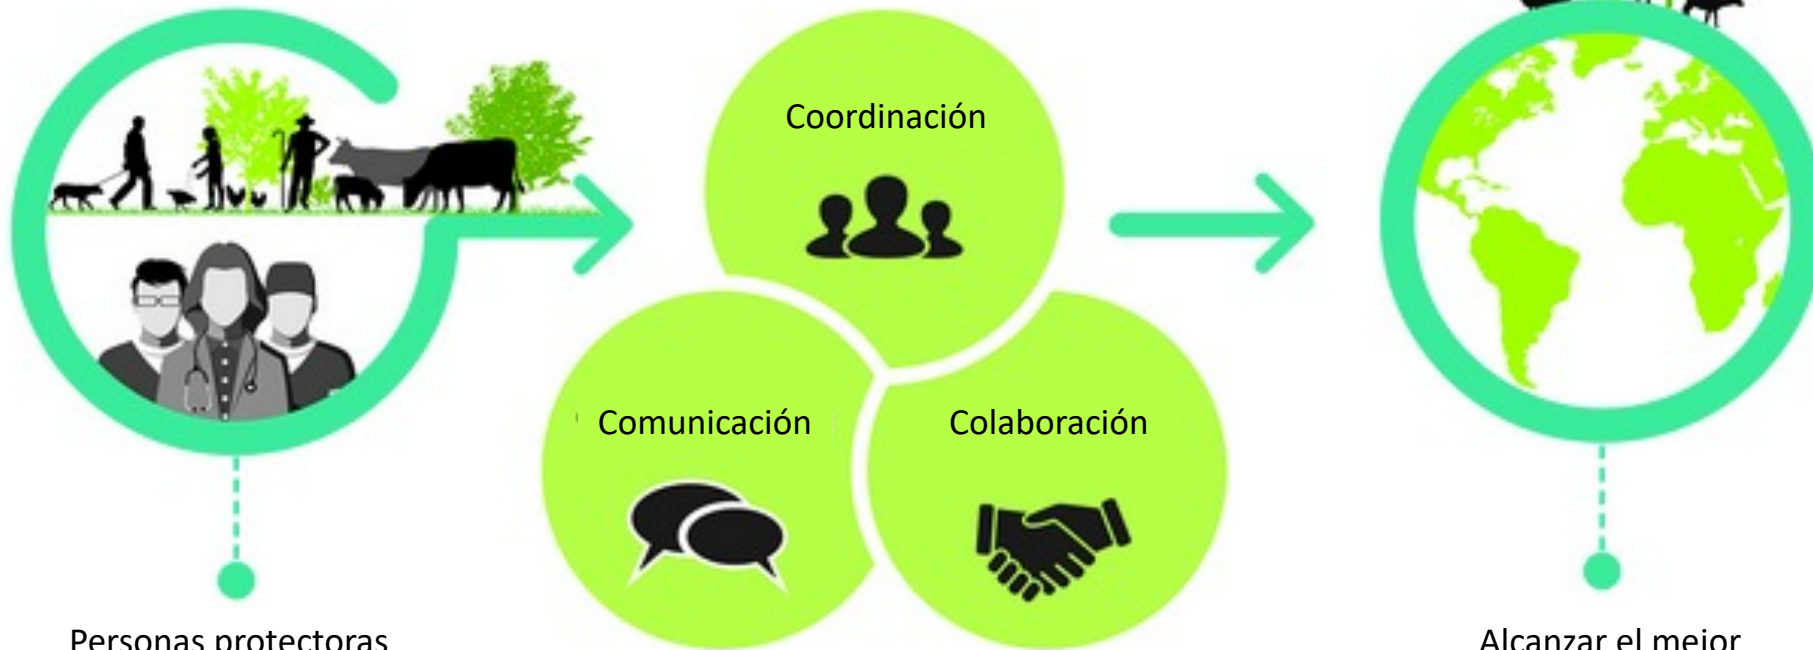 Coordinación
Comunicación
Colaboración
Personas protectoras
Alcanzar el mejor